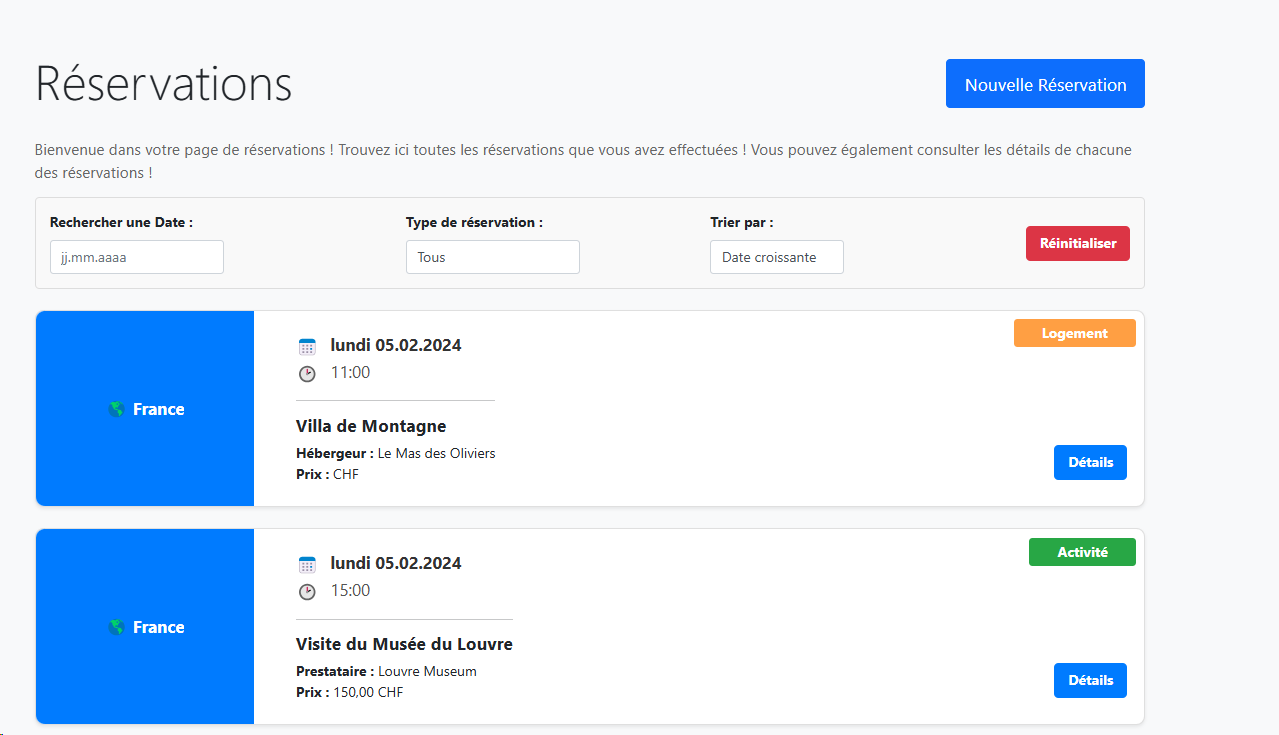 Réservations
Nouvelle Réservation
Bienvenue dans votre page de réservations ! Trouvez ici toutes les réservations que vous avez effectuées ! Vous pouvez également consulter les détails de chacune
des réservations !
Rechercher une Date :
Type de réservation :
Trier par :
jj.mm.aaaa
Tous
Date croissante
Réinitialiser
France
lundi 05.02.2024
11:00
Villa de Montagne
Hébergeur : Le Mas des Oliviers
Prix : CHF
Logement
Détails
France
lundi 05.02.2024
15:00
Visite du Musée du Louvre
Prestataire : Louvre Museum
Prix : 150,00 CHF
Activité
Détails